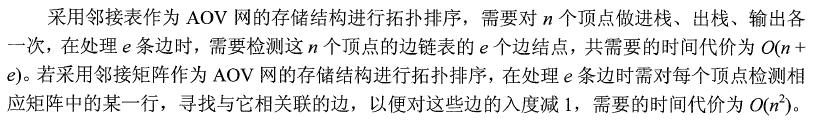 采用邻接表作为 AOV 网的存储结构进行拓扑排序，需要对 n 个顶点做进栈、出栈、输出各
一次，在处理 e 条边时，需要检测这 n 个顶点的边链表的 e 个边结点，共需要的时间代价为 O(n +
e)。若采用邻接矩阵作为 AOV 网的存储结构进行拓扑排序，在处理 e 条边时需对每个顶点检测相
应矩阵中的某一行，寻找与它相关联的边，以便对这些边的入度减 1，需要的时间代价为 O(n²)。